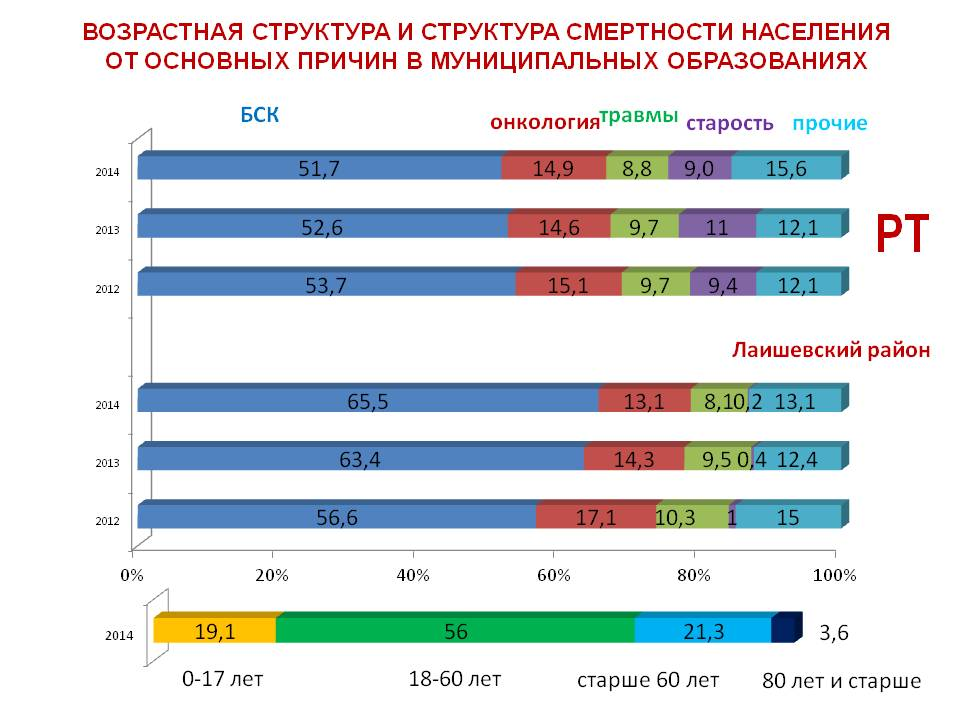 ВОЗРАСТНАЯ СТРУКТУРА И СТРУКТУРА СМЕРТНОСТИ НАСЕЛЕНИЯ
ОТ ОСНОВНЫХ ПРИЧИН В МУНИЦИПАЛЬНЫХ ОБРАЗОВАНИЯХ
БСК онкология травмы старость прочие
2014 51,7 14,9 8,8 9,0 15,6
2013 52,6 14,6 9,7 11 12,1
РТ
2012 53,7 15,1 9,7 9,4 12,1
Лаишевский район
2014 65,5 13,1 8,1 0,2 13,1
2013 63,4 14,3 9,5 0,4 12,4
2012 56,6 17,1 10,3 1 15
0% 20% 40% 60% 80% 100%
2014 19,1 56 21,3 3,6
0-17 лет 18-60 лет старше 60 лет 80 лет и старше